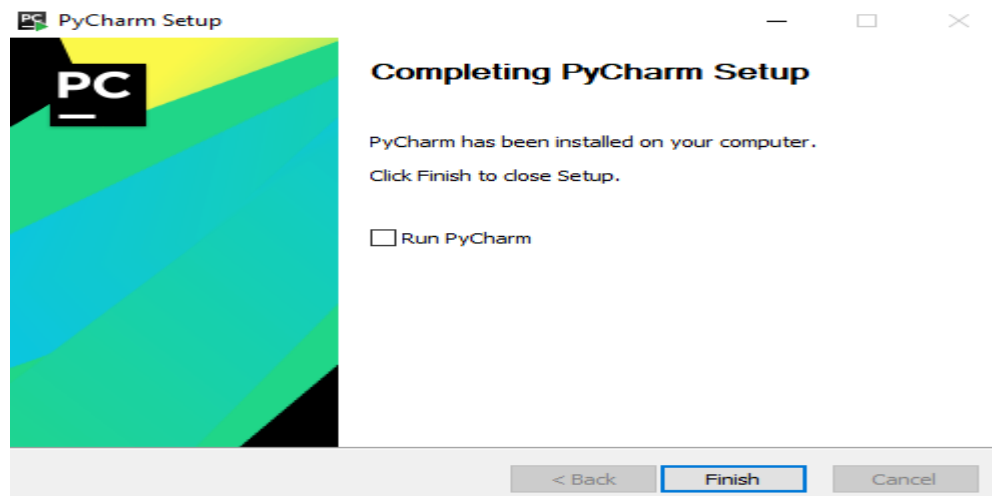 PC PyCharm Setup
PC
Completing PyCharm Setup
PyCharm has been installed on your computer.
Click Finish to close Setup.
Run PyCharm
< Back Finish Cancel